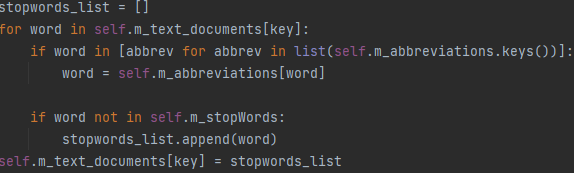 stopwords_list = []
for word in self.m_text_documents[key]:
    if word in [abbrev for abbrev in list(self.m_abbreviations.keys())]:
        word = self.m_abbreviations[word]

    if word not in self.m_stopWords:
        stopwords_list.append(word)
self.m_text_documents[key] = stopwords_list